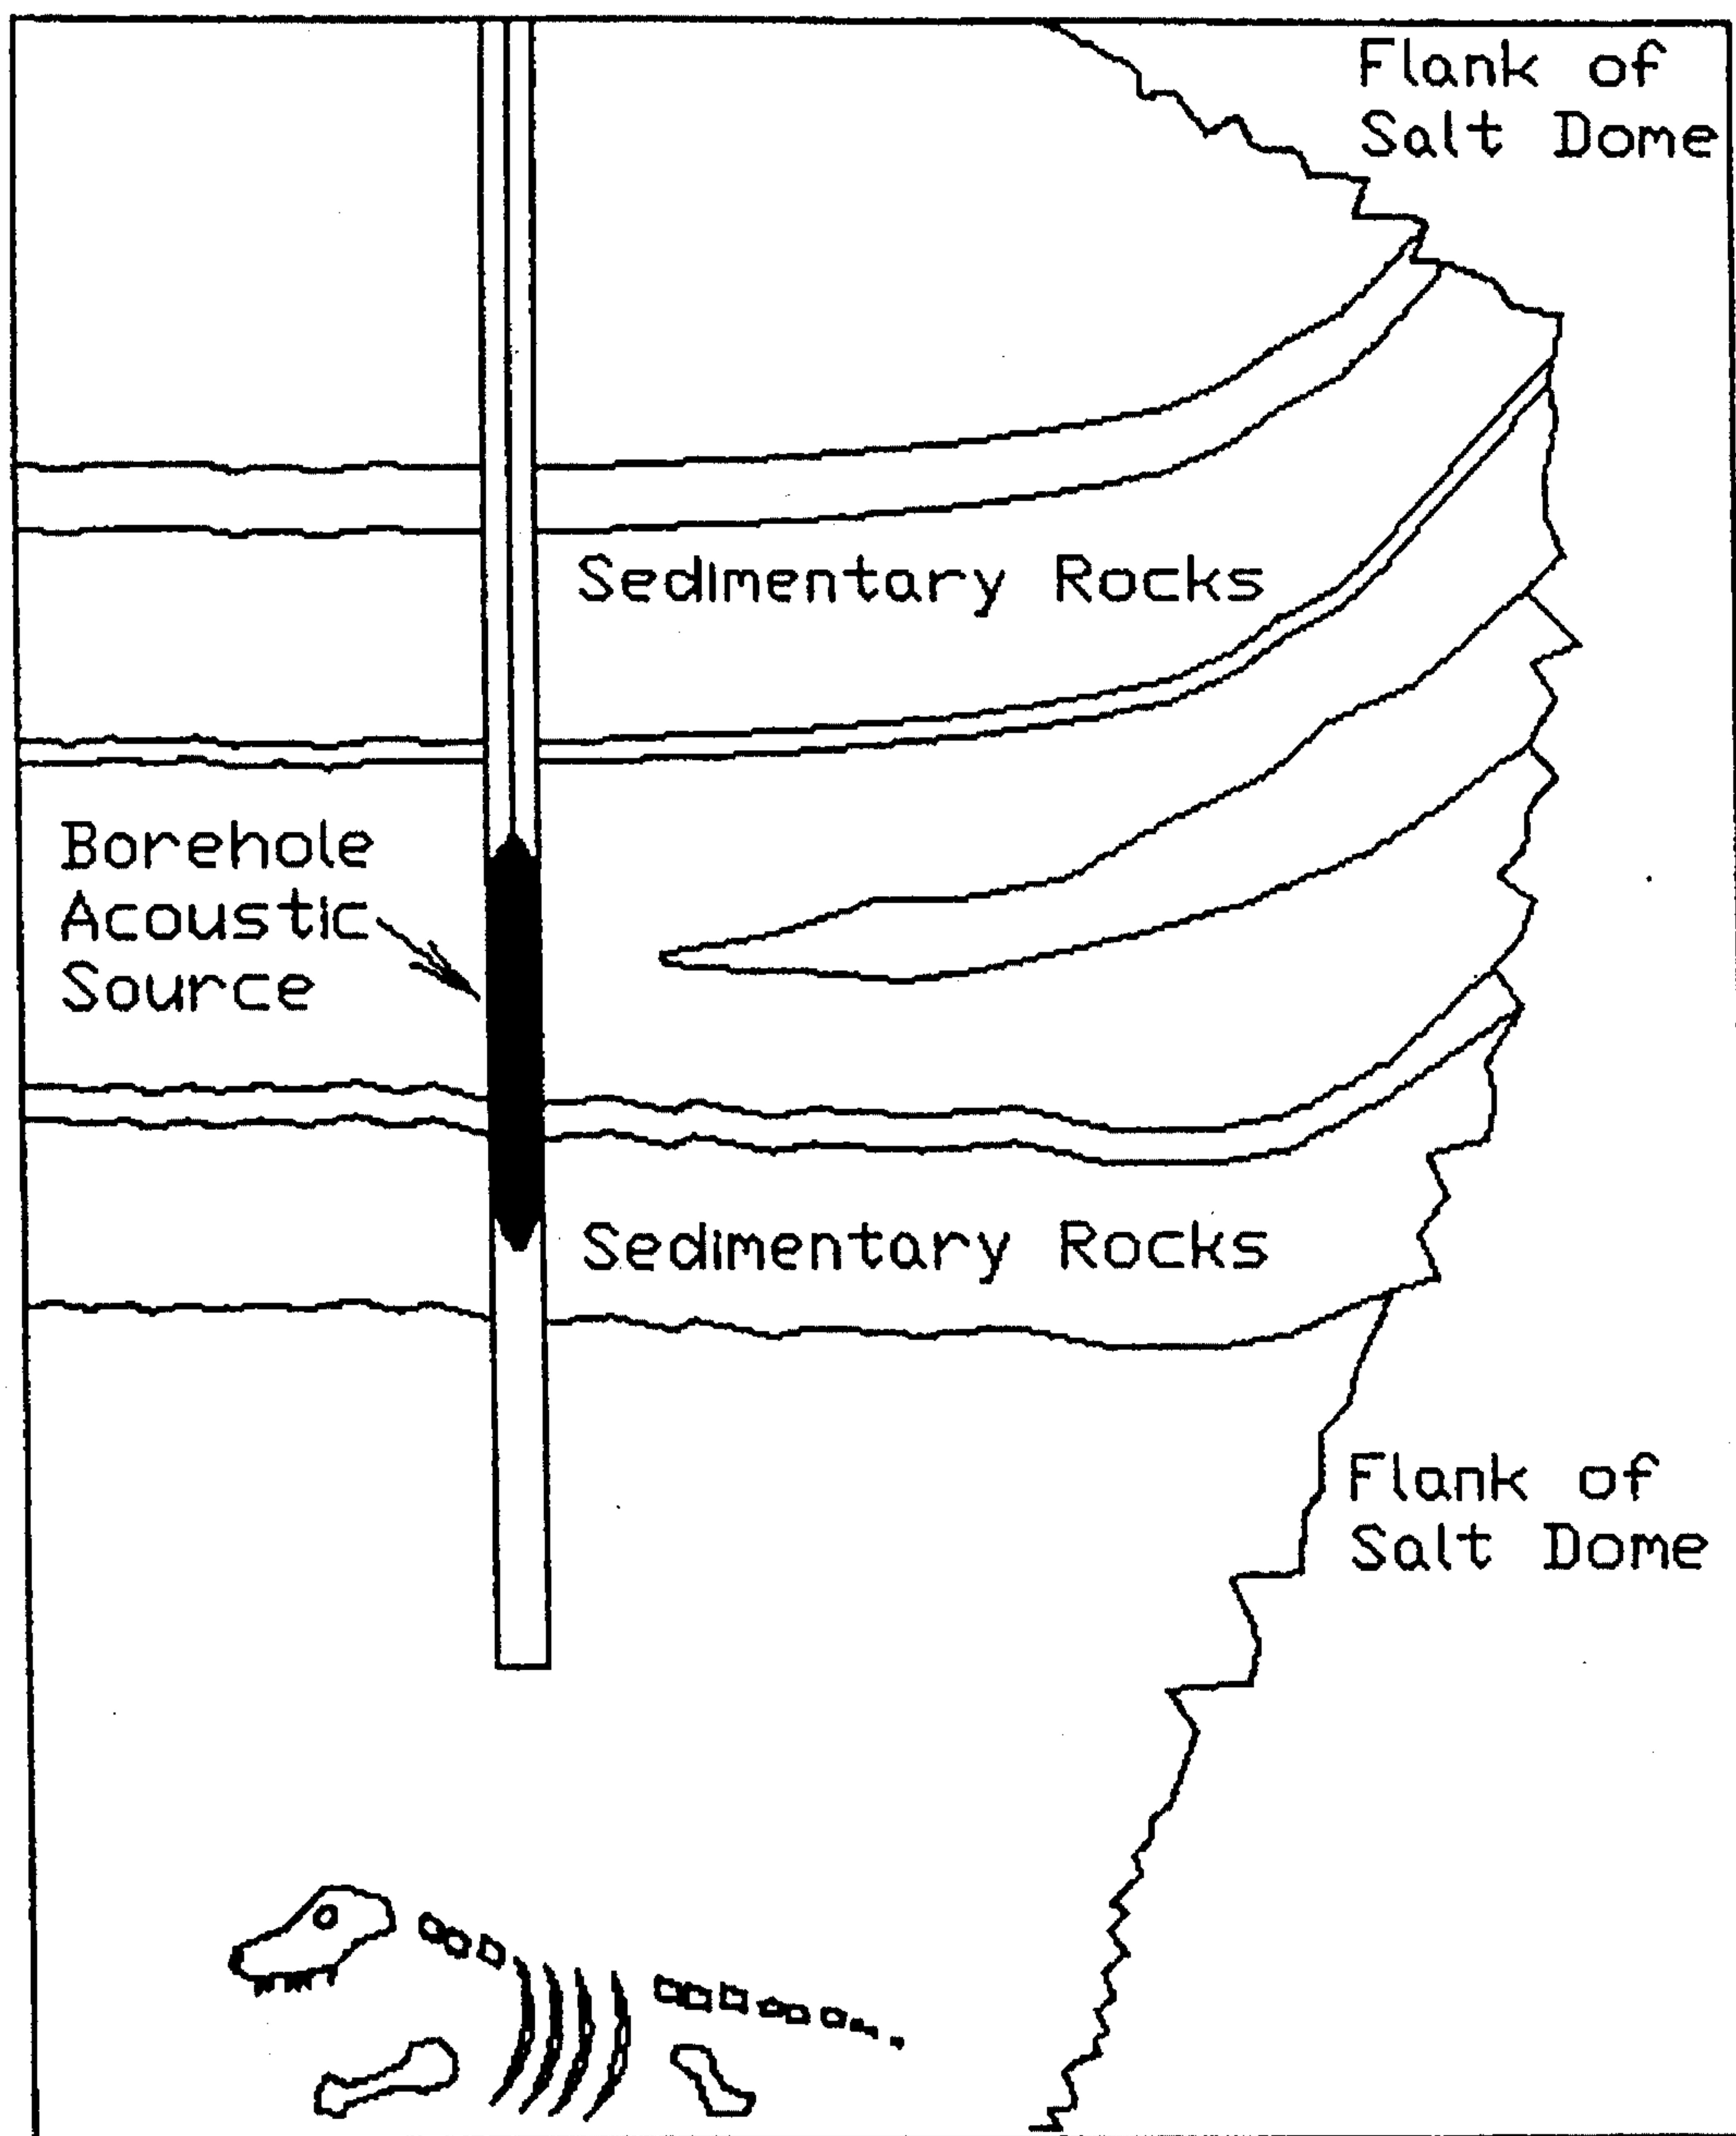 Flank of
Salt Dome
Sedimentary Rocks
Borehole
Acoustic
Source
Sedimentary Rocks
Flank of
Salt Dome